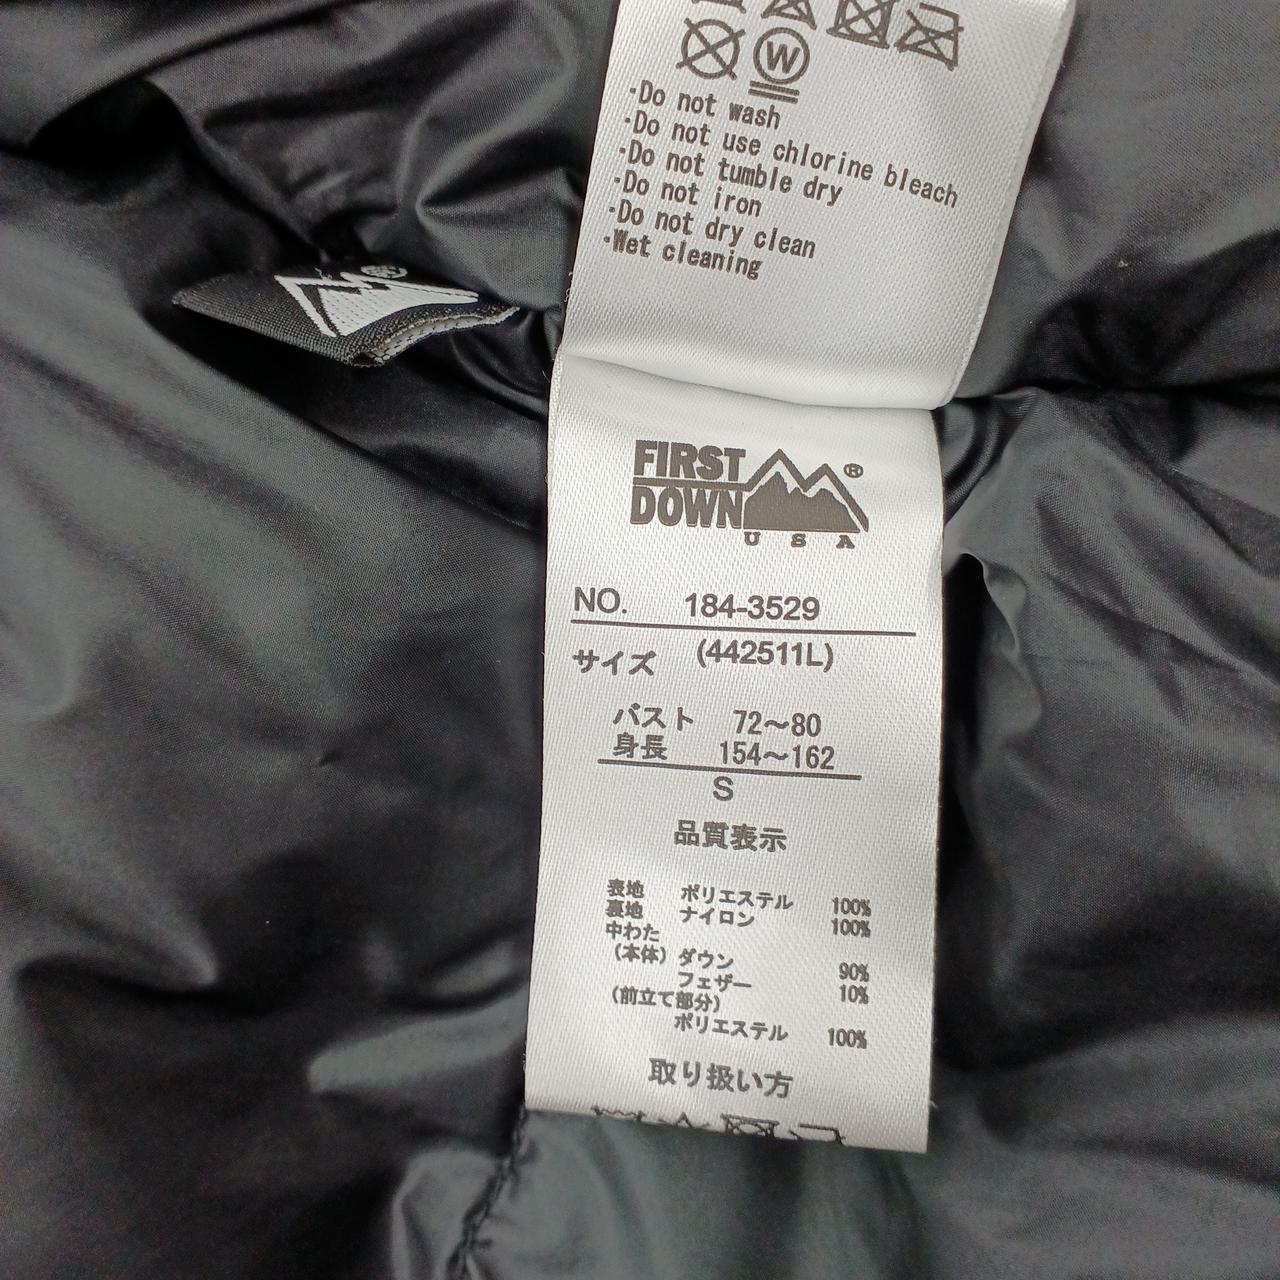 W
·Do not wash
·Do not use chlorine bleach
·Do not tumble dry
·Do not iron
·Do not dry clean
·Wet cleaning
®
FIRST
DOWN
®
USA
NO. 184-3529
サイズ (442511L)
バスト 72〜80
身長 154〜162
S
品質表示
表地 ポリエステル 100%
裏地 ナイロン 100%
中わた
(本体) ダウン 90%
フェザー 10%
(前立て部分)
ポリエステル 100%
取り扱い方